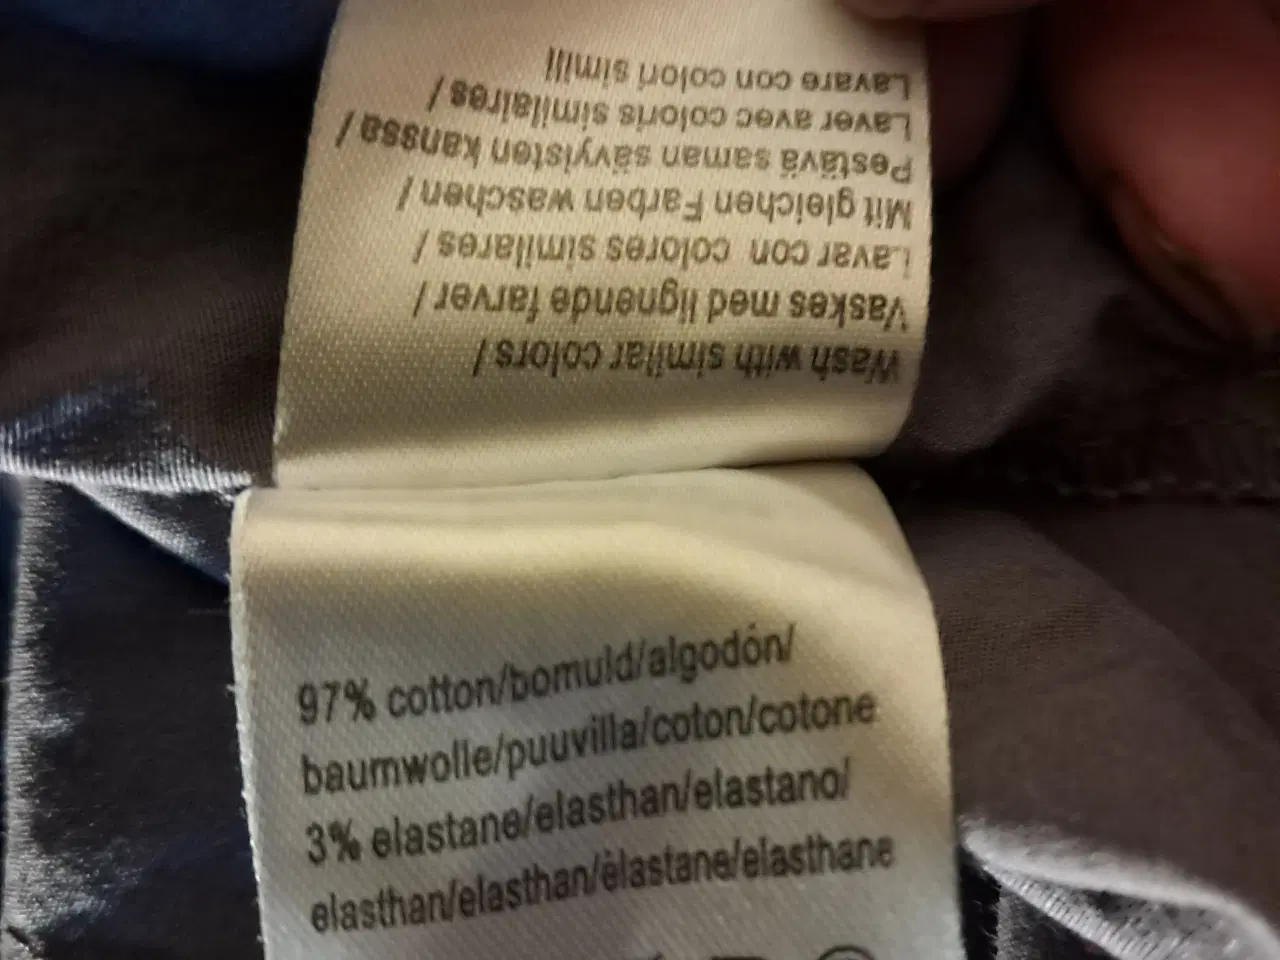 Wash with similar colors /
Vaskes med lignende farver /
Lavar con colores similares /
Mit gleichen Farben waschen /
Pestävä saman sävyisten kanssa /
Laver avec coloris similaires /
Lavare con colori simili
97% cotton/bomuld/algodón/
baumwolle/puuvilla/coton/cotone
3% elastane/elasthan/elastano/
elasthan/elasthan/èlastane/elasthane